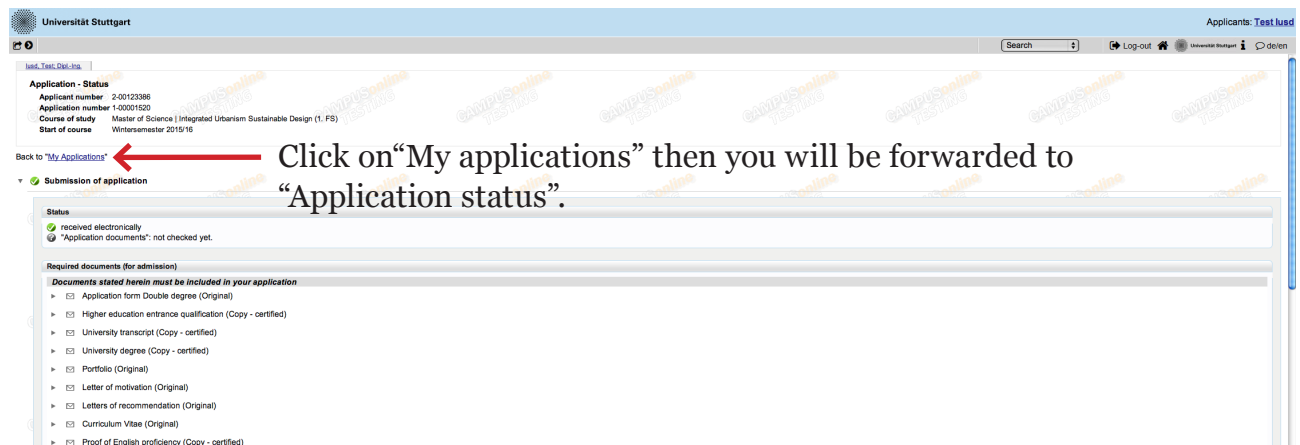 Universität Stuttgart
Applicants: Test Iusd
Search
Log-out
Universität Stuttgart
de/en
Iusd, Test; Dipl.-Ing.
Application - Status
Applicant number 2-00123386
Application number 1-00001520
Course of study Master of Science | Integrated Urbanism Sustainable Design (1. FS)
Start of course Wintersemester 2015/16
Back to "My Applications"
Click on“My applications” then you will be forwarded to
“Application status”.
Submission of application
Status
received electronically
"Application documents": not checked yet.
Required documents (for admission)
Documents stated herein must be included in your application
Application form Double degree (Original)
Higher education entrance qualification (Copy - certified)
University transcript (Copy - certified)
University degree (Copy - certified)
Portfolio (Original)
Letter of motivation (Original)
Letters of recommendation (Original)
Curriculum Vitae (Original)
Proof of English proficiency (Copy - certified)
CAMPUSonline
TESTING